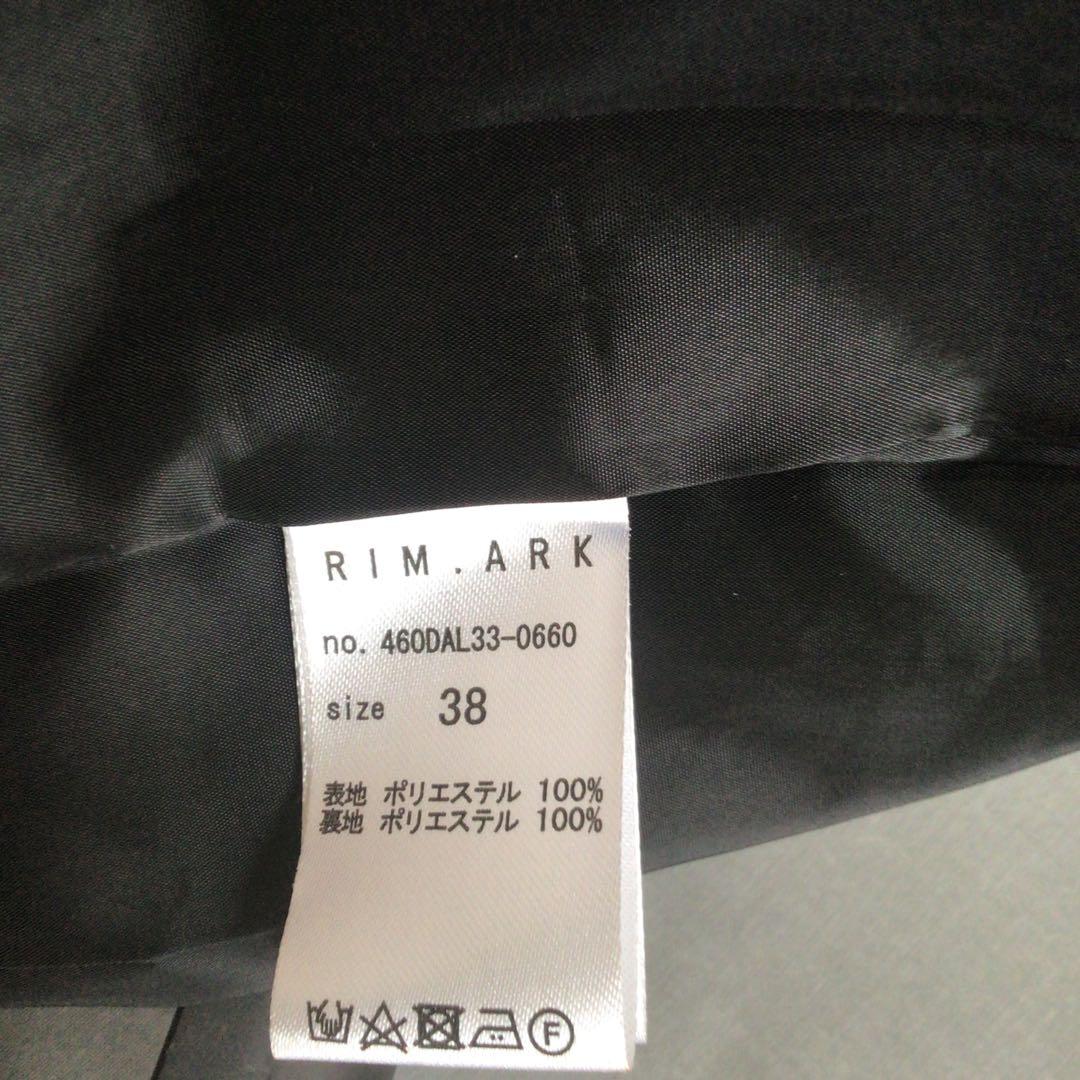 RIM.ARK
no. 460DAL33-0660
size 38
表地 ポリエステル 100%
裏地 ポリエステル 100%
F